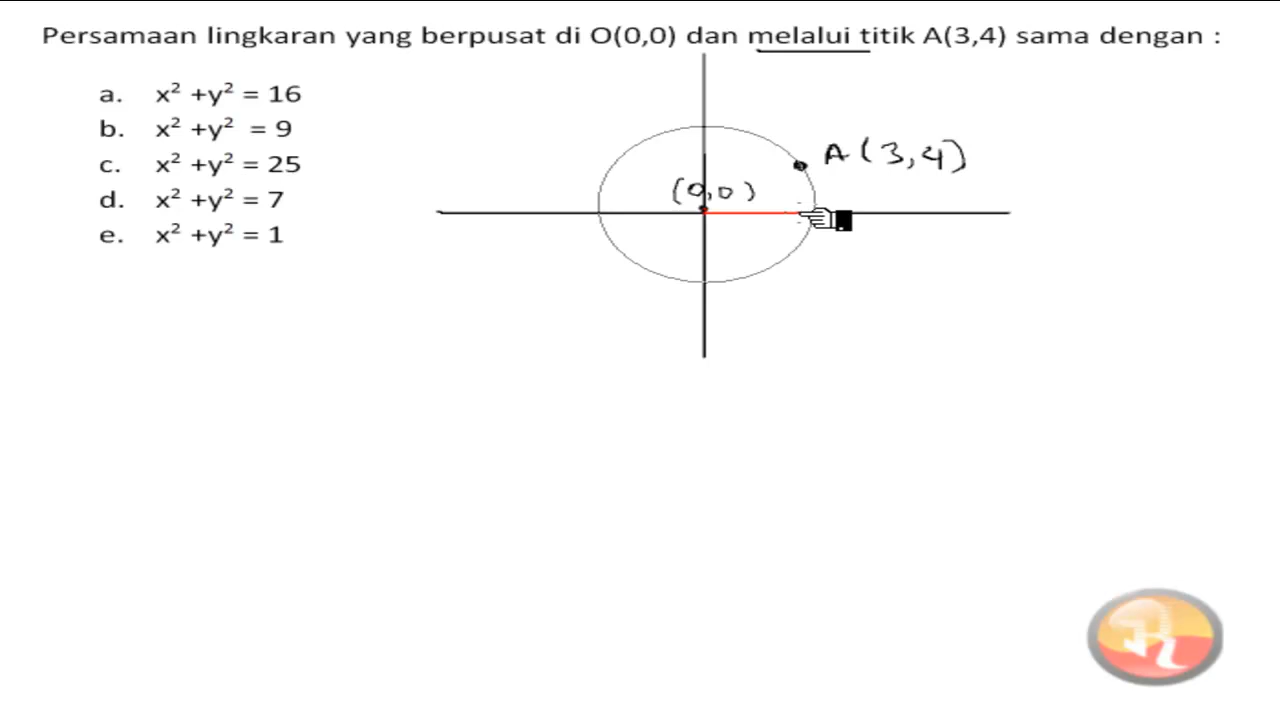 Persamaan lingkaran yang berpusat di O(0,0) dan melalui titik A(3,4) sama dengan :
a. x² +y² = 16
b. x² +y² = 9
c. x² +y² = 25
d. x² +y² = 7
e. x² +y² = 1
A(3,4)
(0,0)